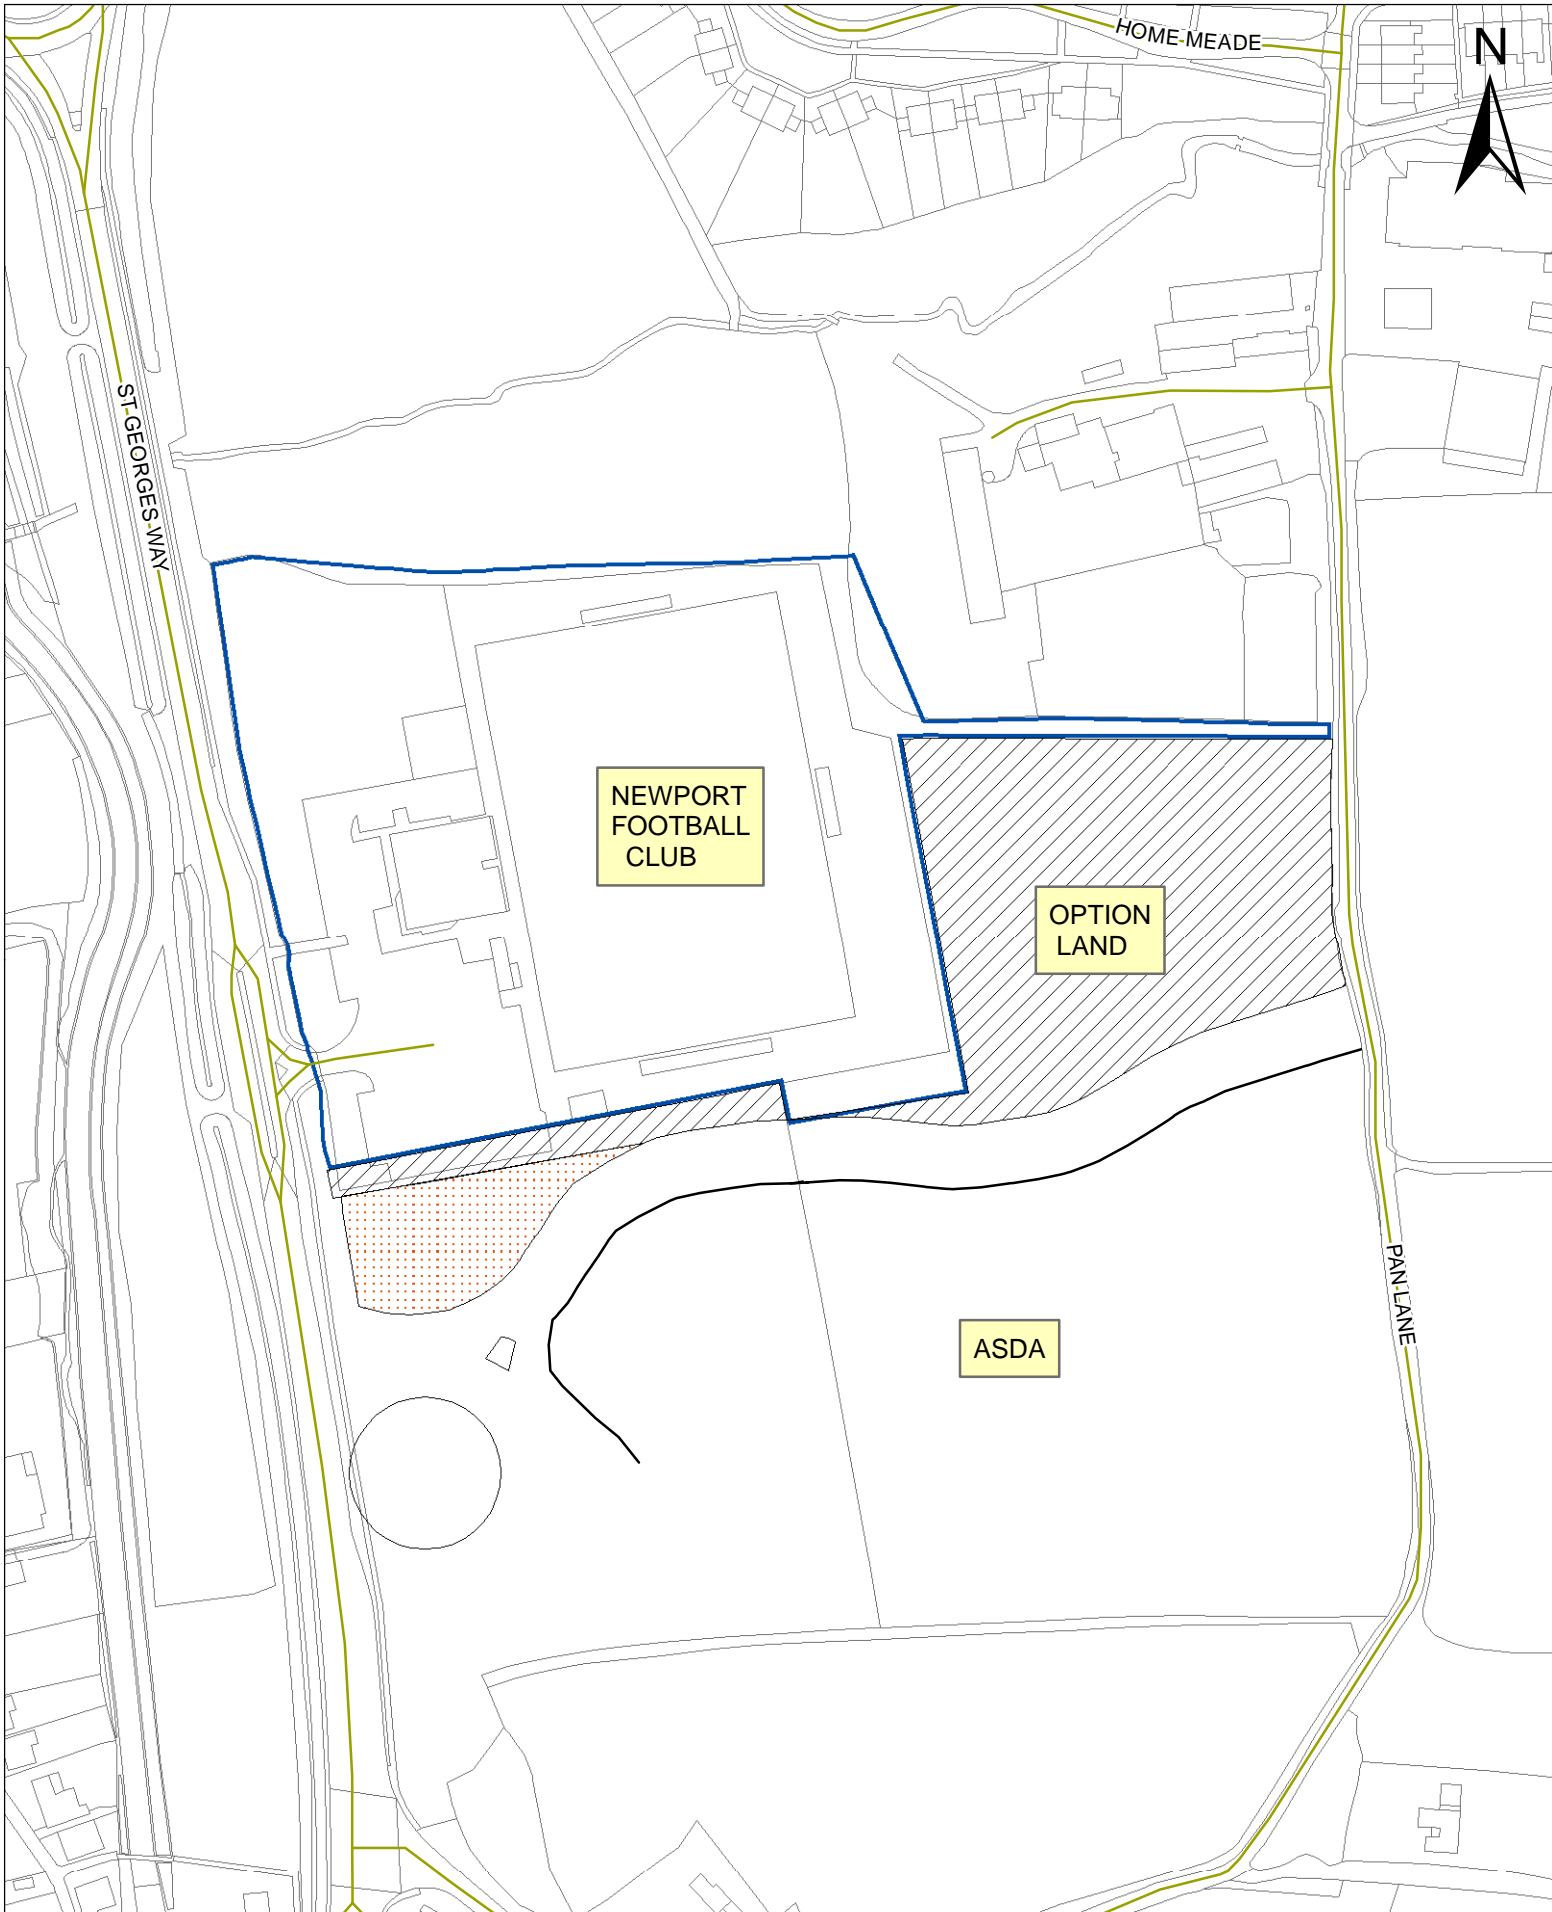 HOME MEADE
N
ST GEORGES WAY
NEWPORT
FOOTBALL
CLUB
OPTION
LAND
PAN LANE
ASDA